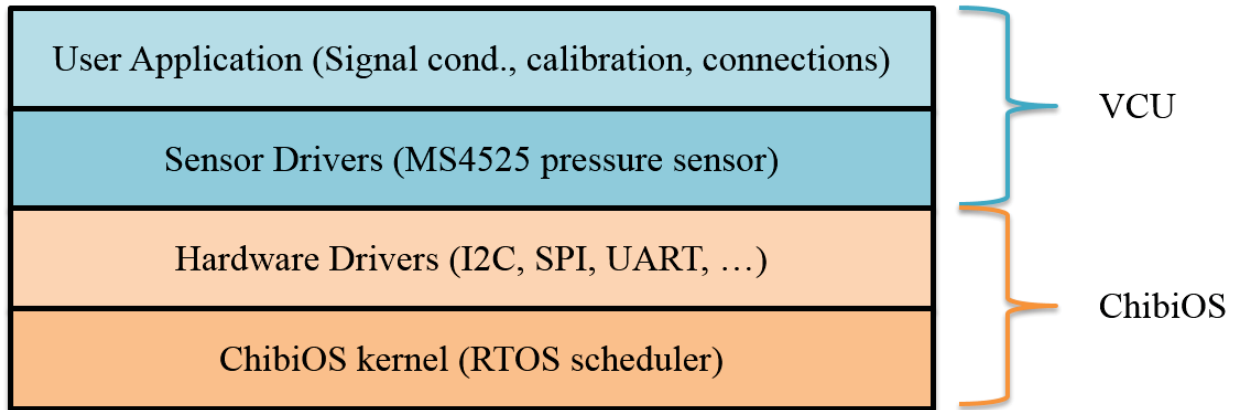 User Application (Signal cond., calibration, connections)
Sensor Drivers (MS4525 pressure sensor)
VCU
Hardware Drivers (I2C, SPI, UART, …)
ChibiOS kernel (RTOS scheduler)
ChibiOS